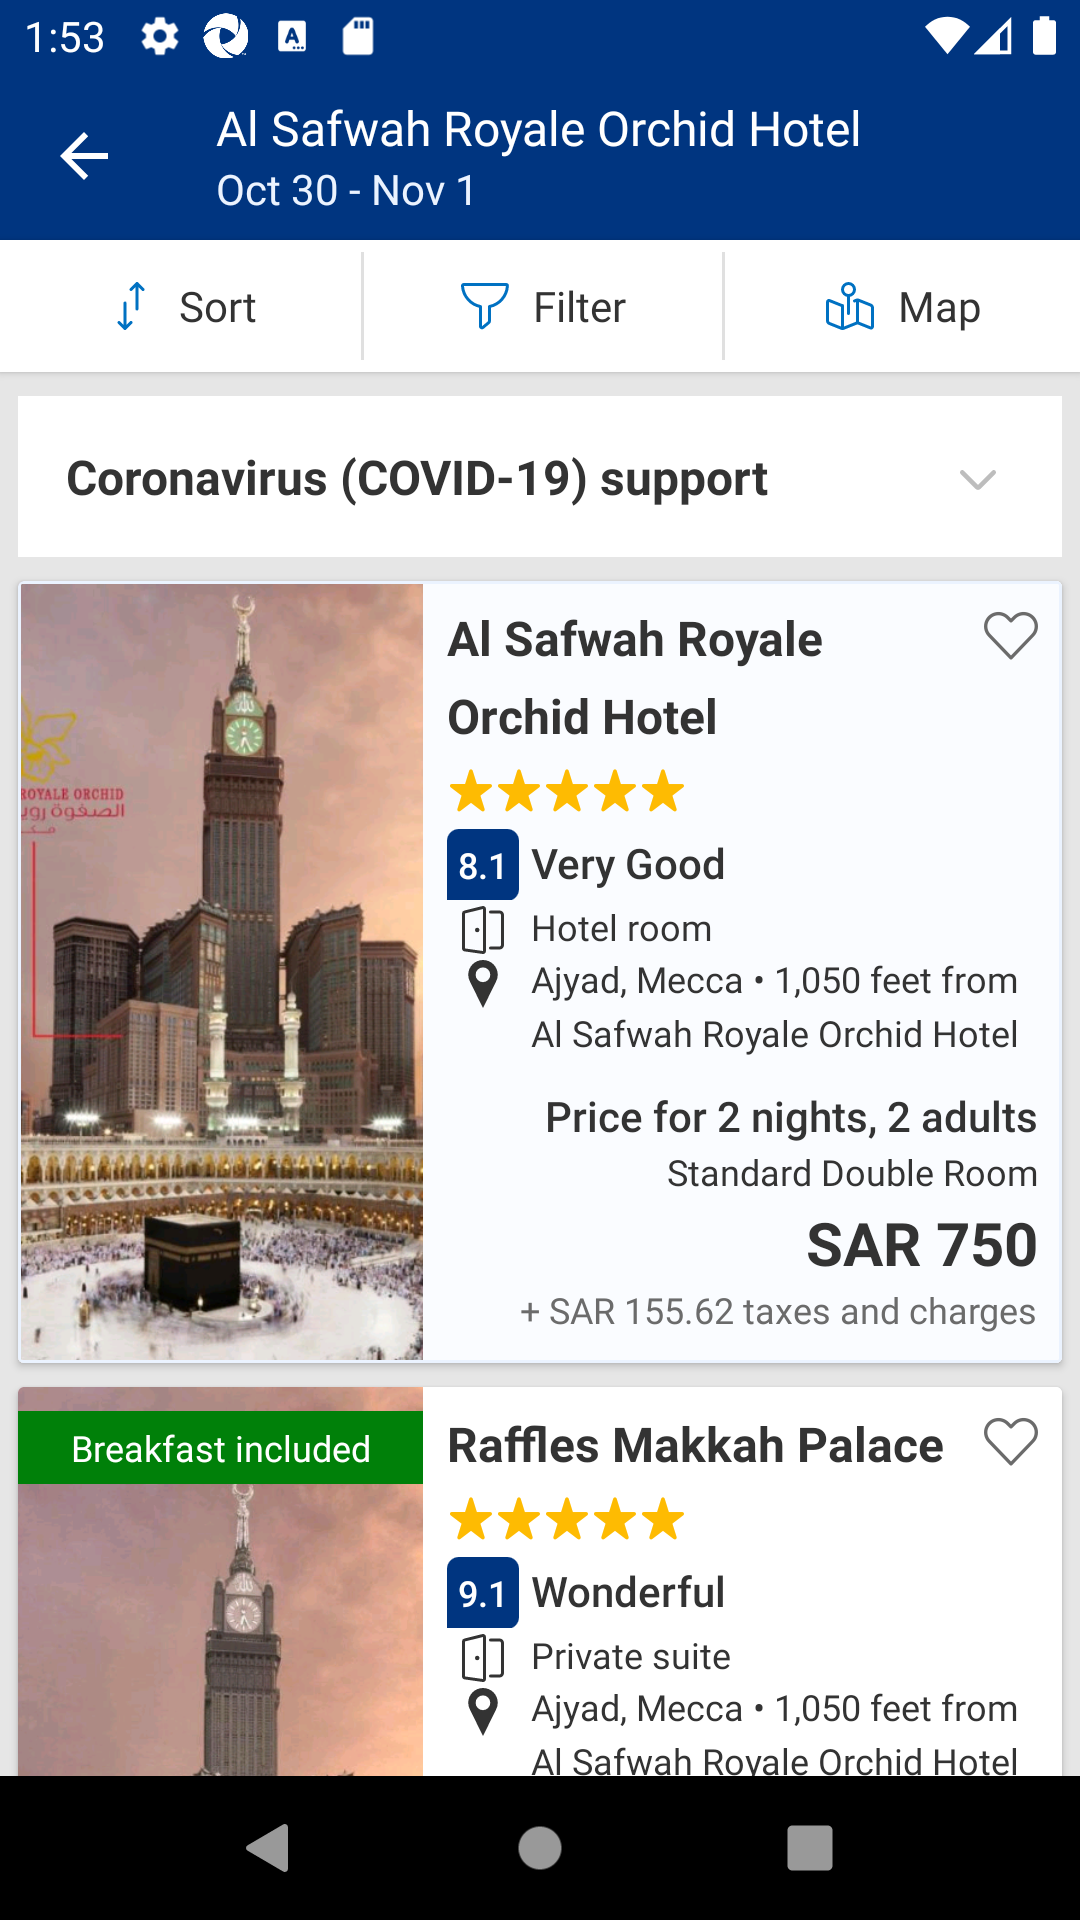 1:53
Al Safwah Royale Orchid Hotel
Oct 30 - Nov 1
Sort
Filter
Map
Coronavirus (COVID-19) support
ROYALE ORCHID
Al Safwah Royale
Orchid Hotel
8.1 Very Good
Hotel room
Ajyad, Mecca • 1,050 feet from
Al Safwah Royale Orchid Hotel
Price for 2 nights, 2 adults
Standard Double Room
SAR 750
+ SAR 155.62 taxes and charges
Breakfast included
Raffles Makkah Palace
9.1 Wonderful
Private suite
Ajyad, Mecca • 1,050 feet from
Al Safwah Royale Orchid Hotel